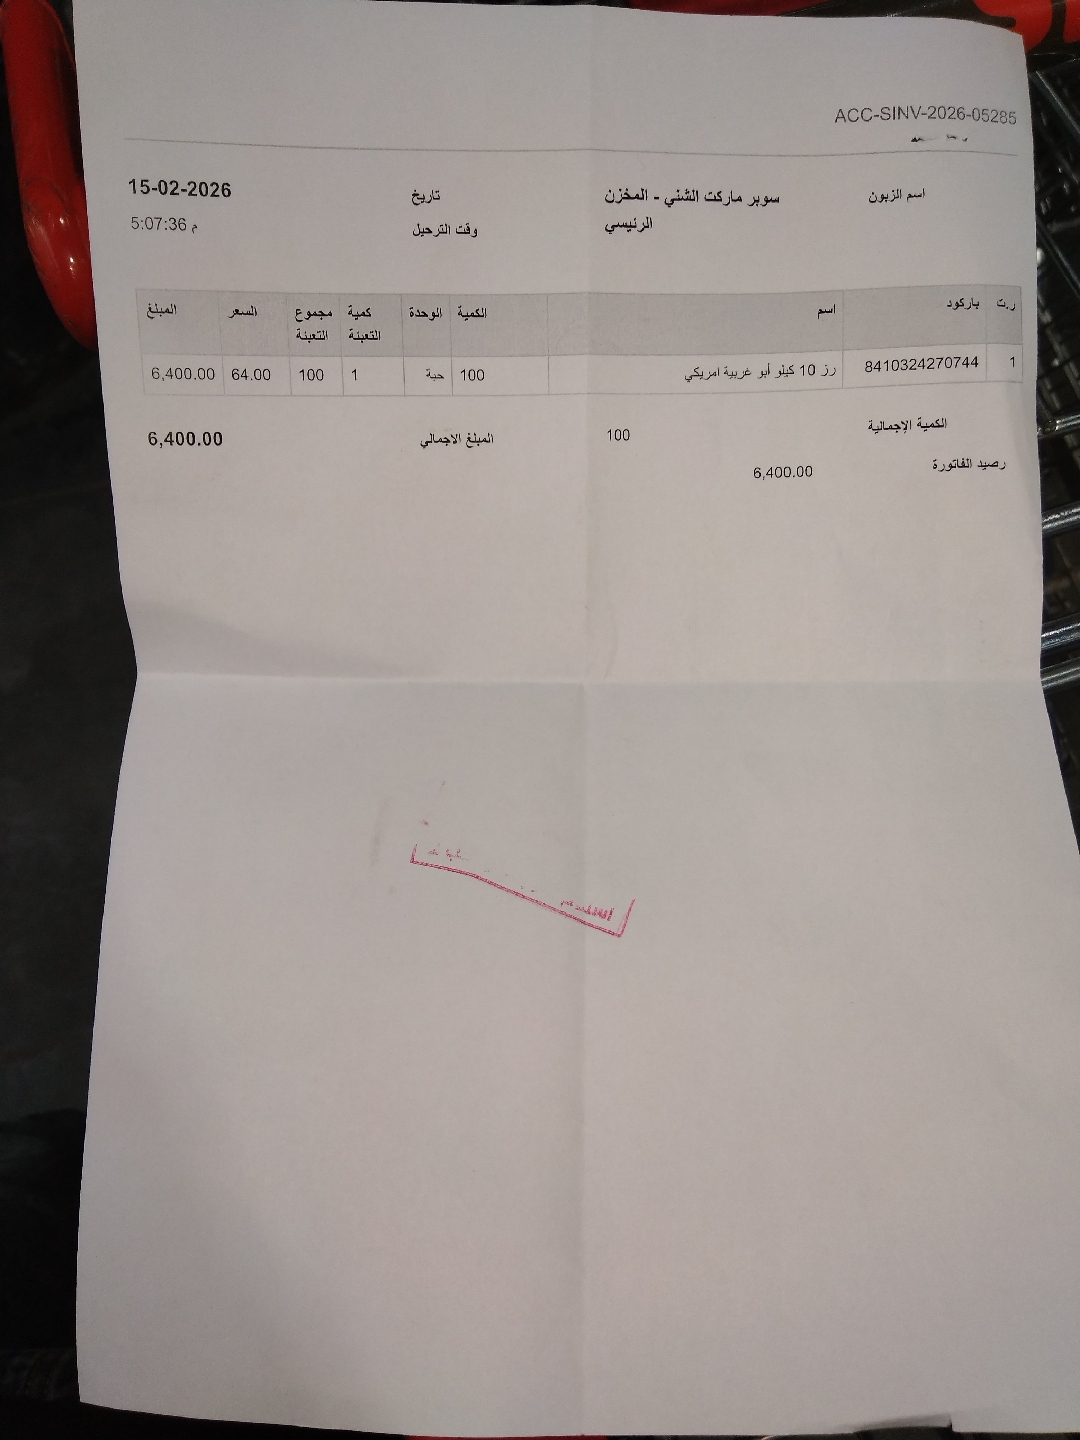 ACC-SINV-2026-05285
اسم الزبون سوبر ماركت الشني - المخزن الرئيسي
تاريخ 15-02-2026
وقت الترحيل 5:07:36 م
ر.ت باركود اسم الكمية الوحدة كمية التعبئة مجموع التعبئة السعر المبلغ
1 8410324270744 رز 10 كيلو أبو غربية امريكي 100 حبة 1 100 64.00 6,400.00
الكمية الإجمالية 100 المبلغ الاجمالي 6,400.00
رصيد الفاتورة 6,400.00